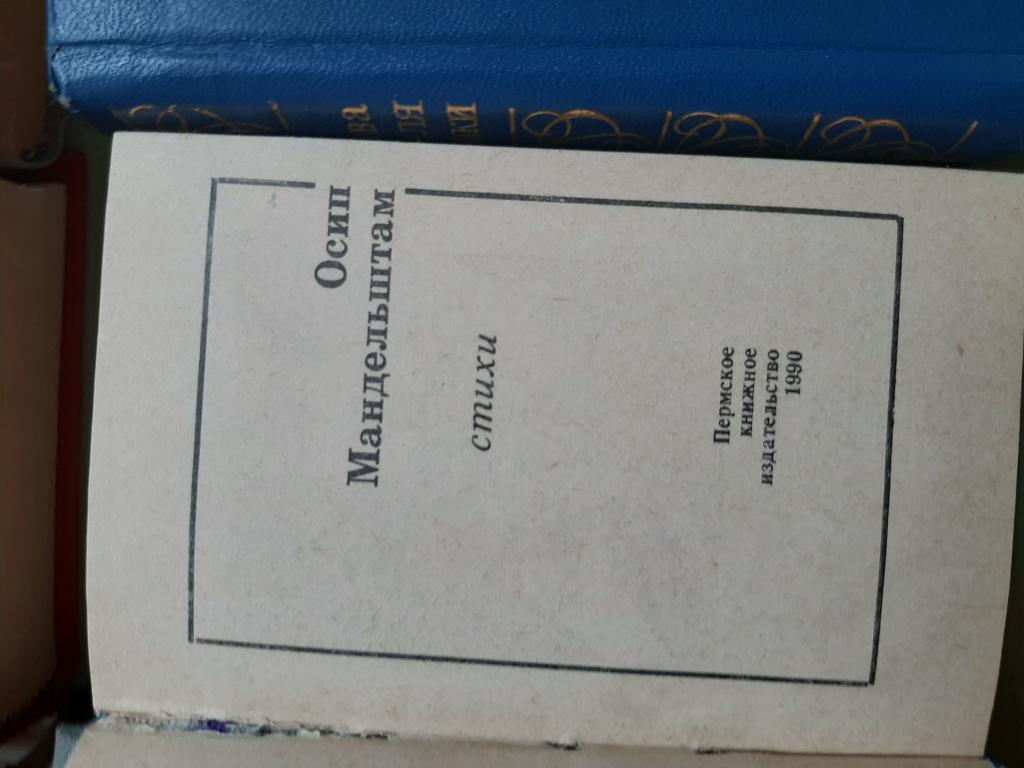 Осип
Мандельштам
стихи
Пермское
книжное
издательство
1990